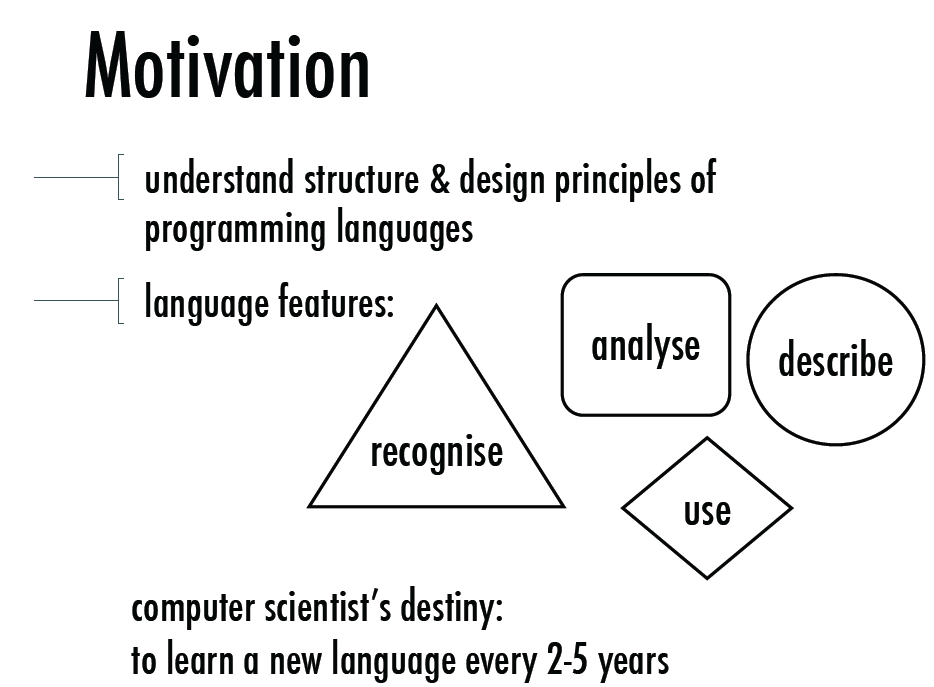 Motivation
understand structure & design principles of
programming languages
language features:
analyse
describe
recognise
use
computer scientist's destiny:
to learn a new language every 2-5 years